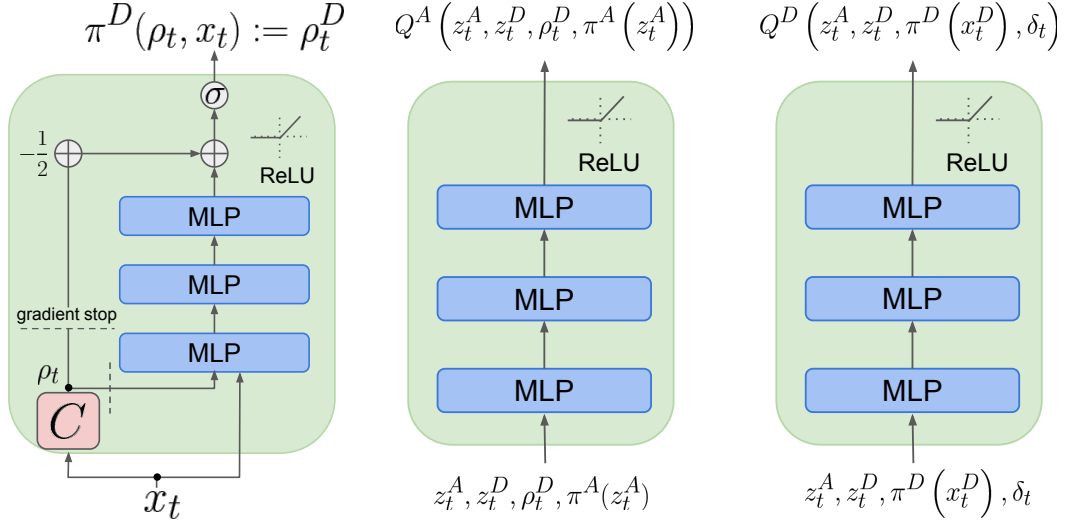 π^D(ρ_t, x_t) := ρ_t^D
σ
-1/2
ReLU
MLP
MLP
gradient stop
MLP
ρ_t
C
x_t
Q^A (z_t^A, z_t^D, ρ_t^D, π^A (z_t^A))
ReLU
MLP
MLP
MLP
z_t^A, z_t^D, ρ_t^D, π^A(z_t^A)
Q^D (z_t^A, z_t^D, π^D (x_t^D), δ_t)
ReLU
MLP
MLP
MLP
z_t^A, z_t^D, π^D (x_t^D), δ_t